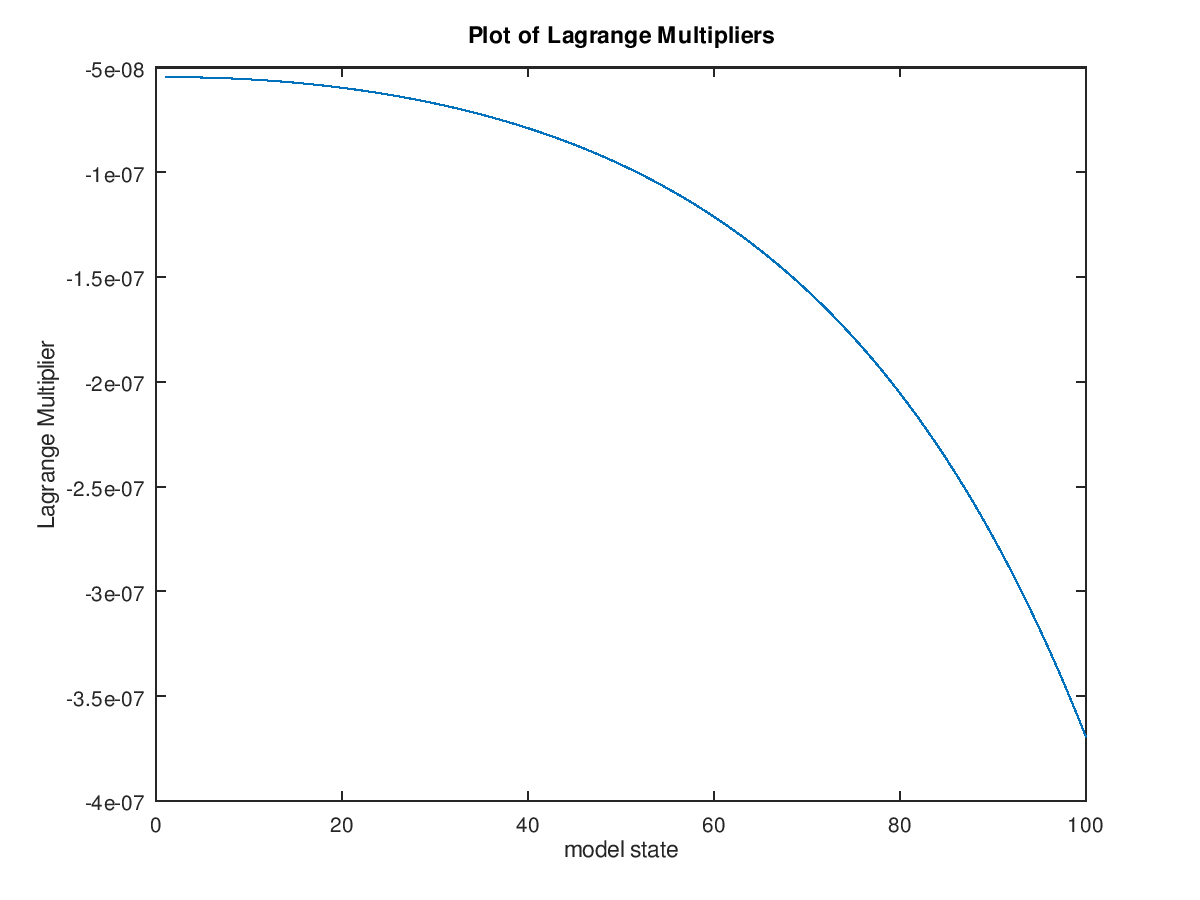 Plot of Lagrange Multipliers
-5e-08
-1e-07
-1.5e-07
-2e-07
-2.5e-07
-3e-07
-3.5e-07
-4e-07
Lagrange Multiplier
0 20 40 60 80 100
model state